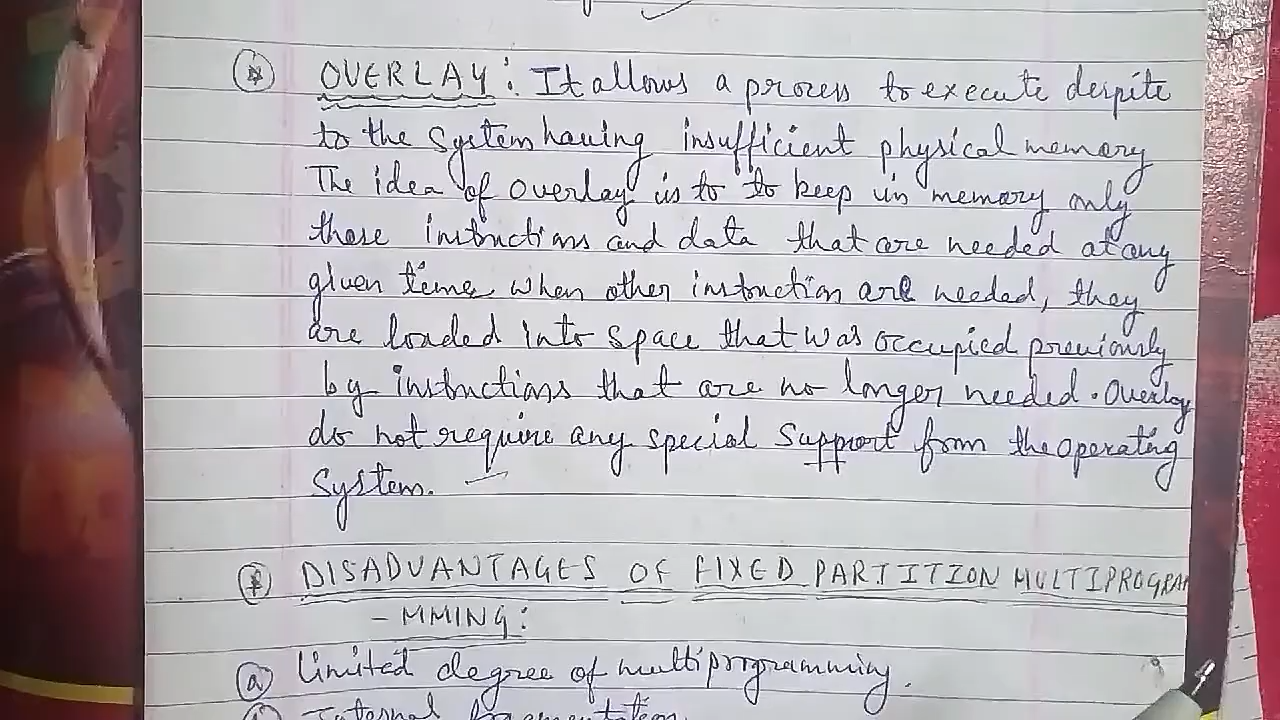 OVERLAY: It allows a process to execute despite
to the System having insufficient physical memory
The idea of overlay is to to keep in memory only
those instructions and data that are needed at any
given time, when other instruction are needed, they
are loaded into space that was occupied previously
by instructions that are no longer needed. Overlay
do not require any special support from the operating
System.
DISADVANTAGES OF FIXED PARTITION MULTIPROGRA
-MMING:
(a) Limited degree of multiprogramming.
Internal fragmentation.